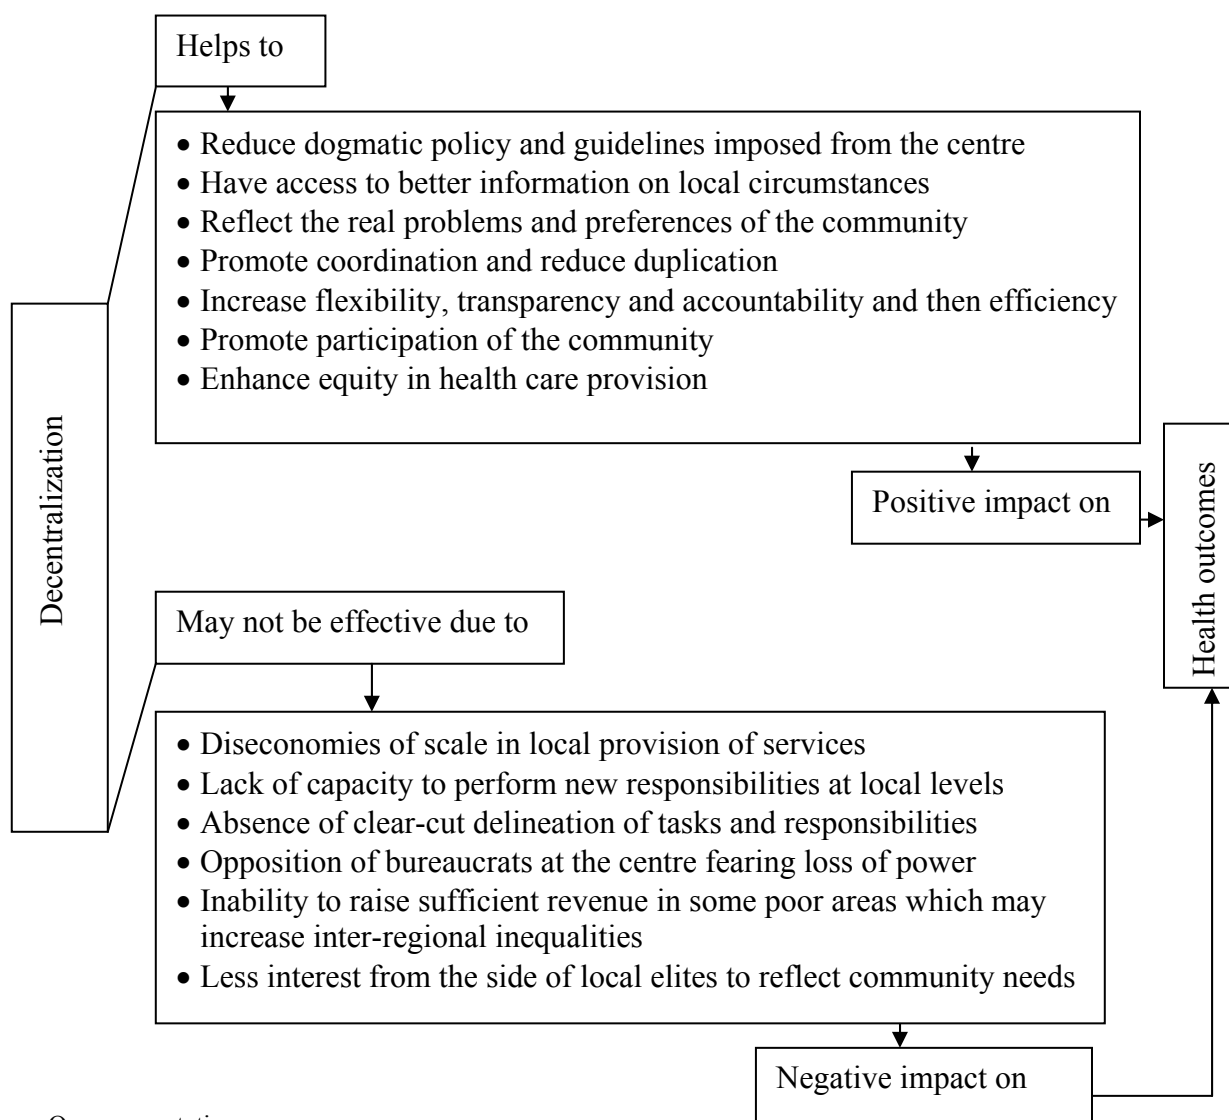 Helps to
• Reduce dogmatic policy and guidelines imposed from the centre
• Have access to better information on local circumstances
• Reflect the real problems and preferences of the community
• Promote coordination and reduce duplication
• Increase flexibility, transparency and accountability and then efficiency
• Promote participation of the community
• Enhance equity in health care provision
Decentralization
Positive impact on
Health outcomes
May not be effective due to
• Diseconomies of scale in local provision of services
• Lack of capacity to perform new responsibilities at local levels
• Absence of clear-cut delineation of tasks and responsibilities
• Opposition of bureaucrats at the centre fearing loss of power
• Inability to raise sufficient revenue in some poor areas which may
increase inter-regional inequalities
• Less interest from the side of local elites to reflect community needs
Negative impact on